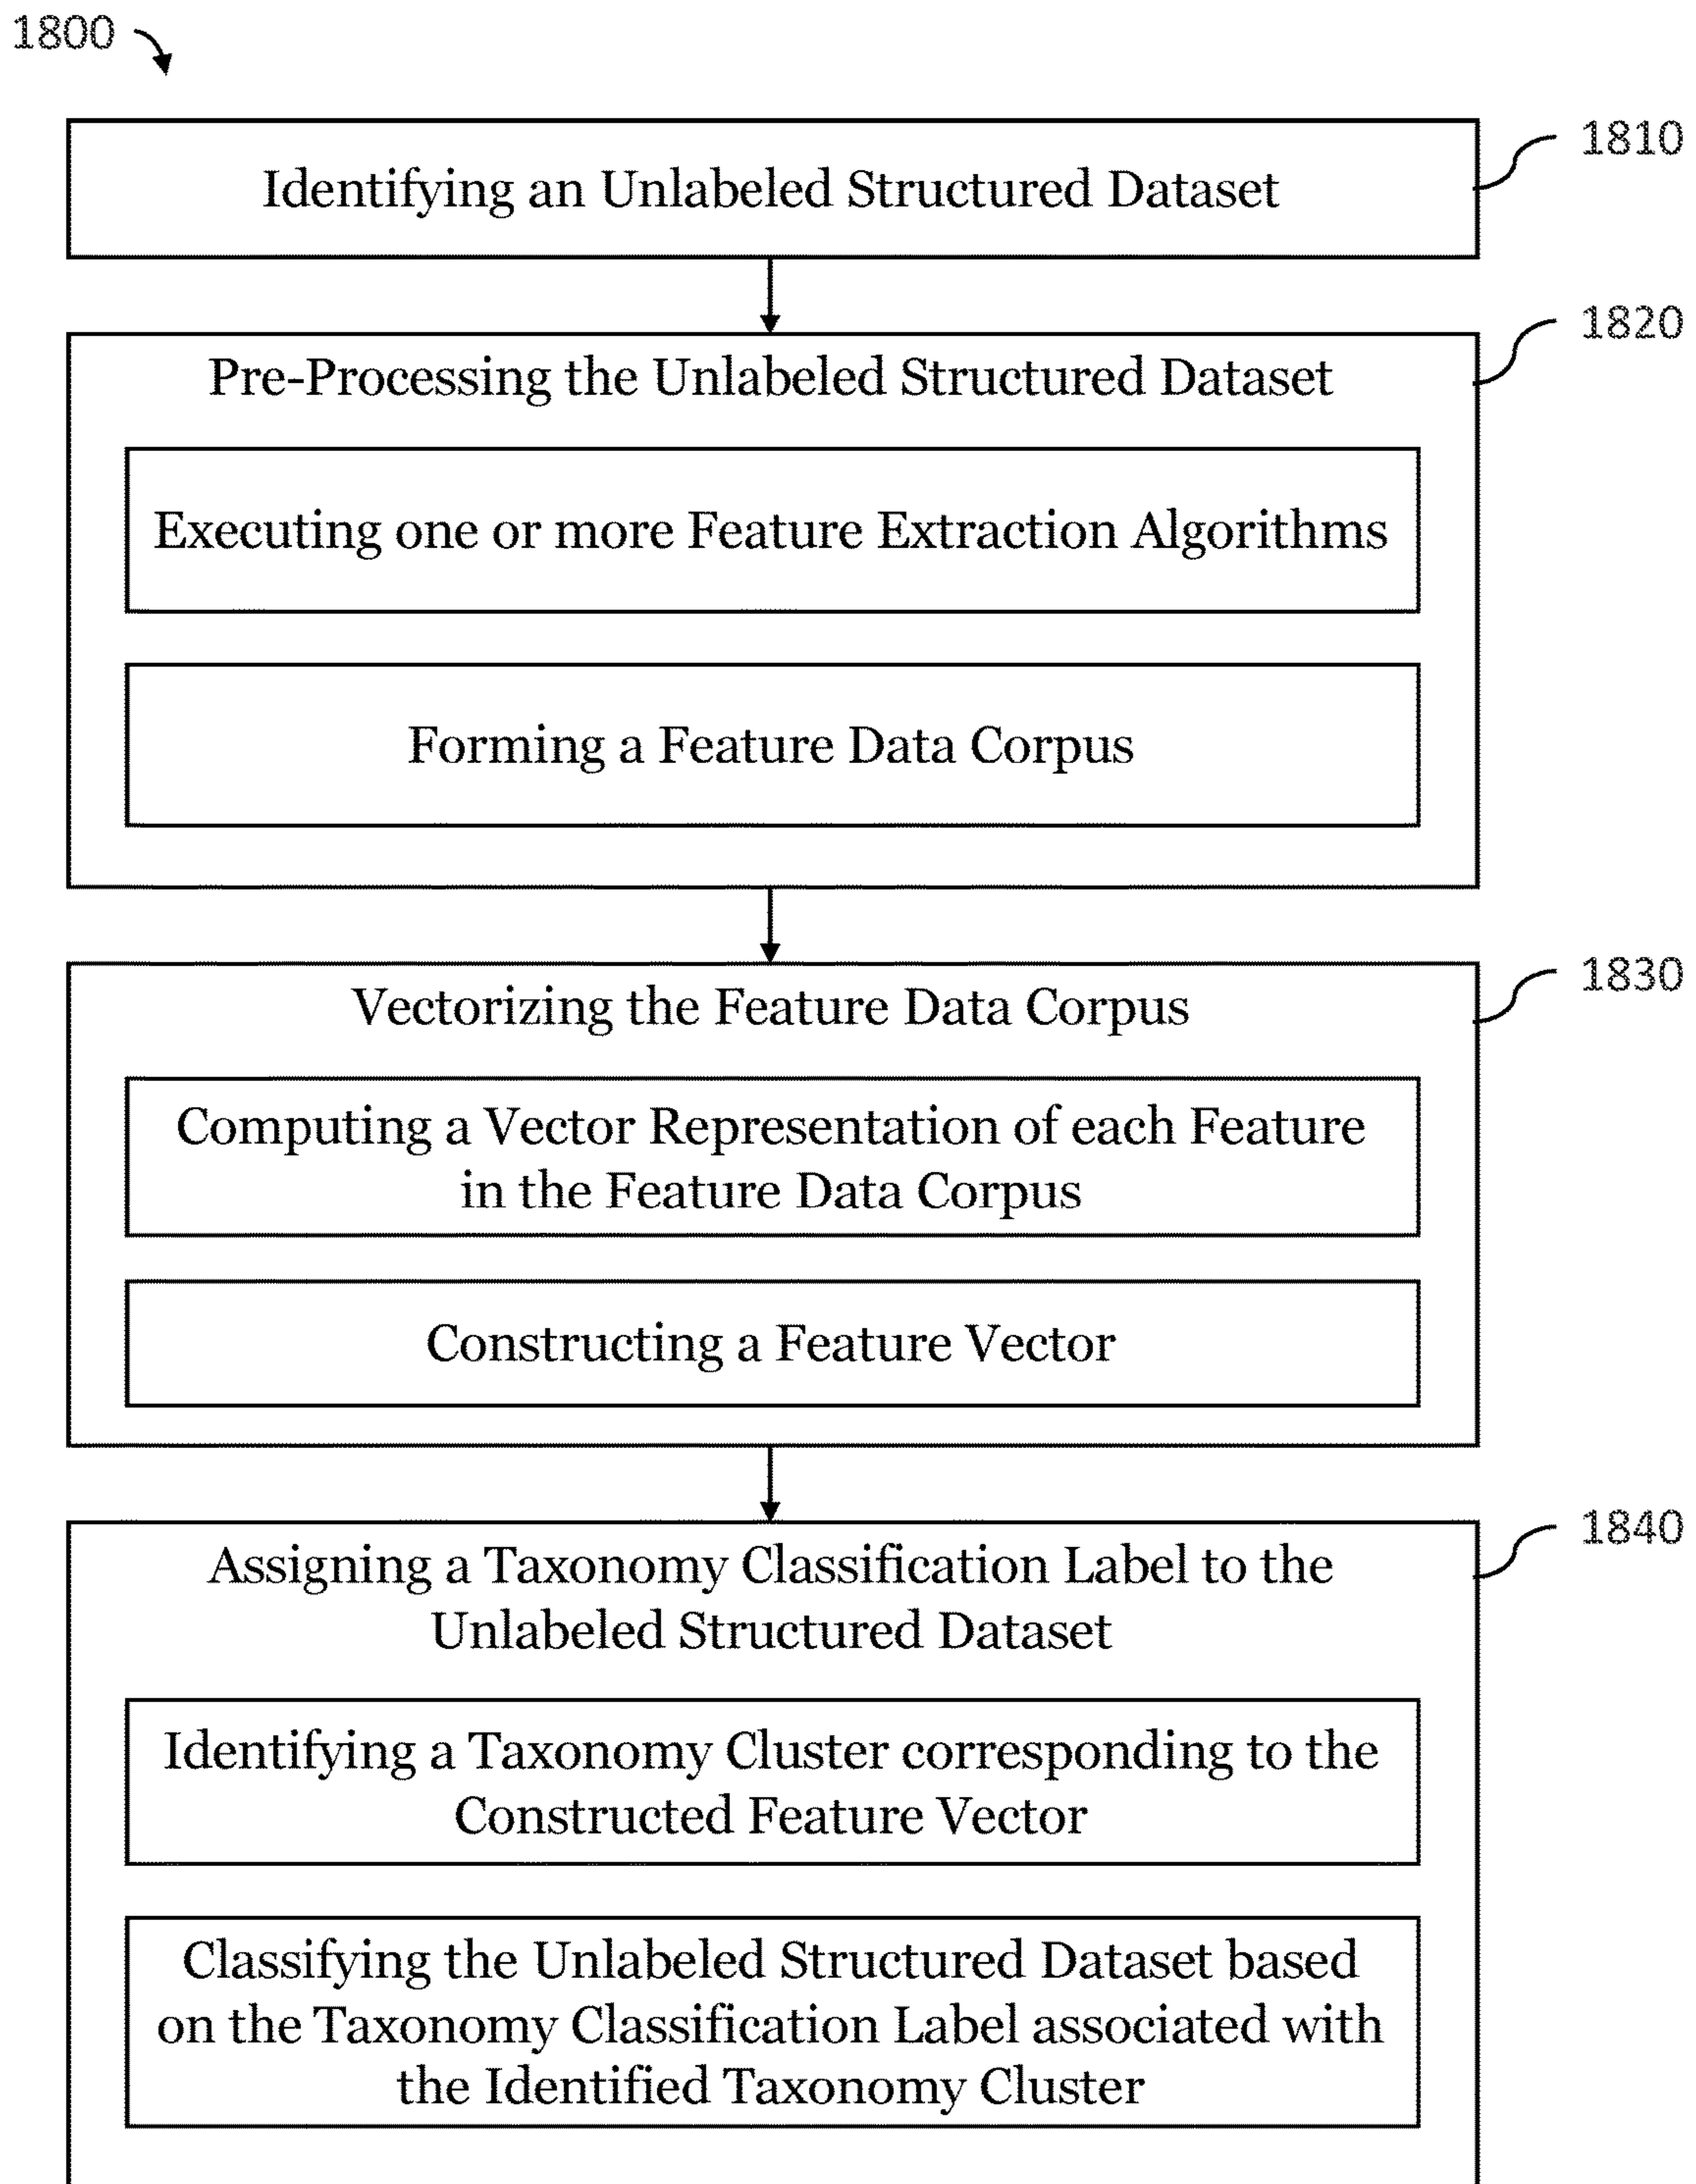 1800
1810
Identifying an Unlabeled Structured Dataset
1820
Pre-Processing the Unlabeled Structured Dataset
Executing one or more Feature Extraction Algorithms
Forming a Feature Data Corpus
1830
Vectorizing the Feature Data Corpus
Computing a Vector Representation of each Feature
in the Feature Data Corpus
Constructing a Feature Vector
1840
Assigning a Taxonomy Classification Label to the
Unlabeled Structured Dataset
Identifying a Taxonomy Cluster corresponding to the
Constructed Feature Vector
Classifying the Unlabeled Structured Dataset based
on the Taxonomy Classification Label associated with
the Identified Taxonomy Cluster